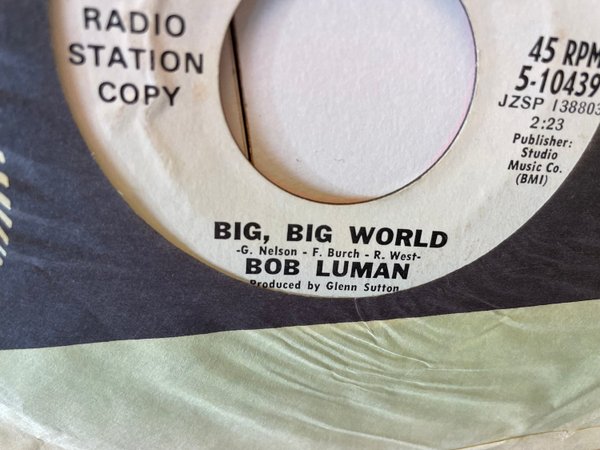 RADIO
STATION
COPY
45 RPM
5-10439
JZSP 138803
2:23
Publisher:
Studio
Music Co.
(BMI)
BIG, BIG WORLD
-G. Nelson - F. Burch - R. West-
BOB LUMAN
Produced by Glenn Sutton